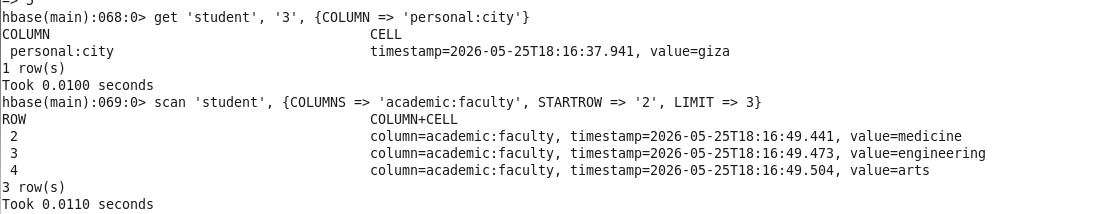 => 5
hbase(main):068:0> get 'student', '3', {COLUMN => 'personal:city'}
COLUMN CELL
personal:city timestamp=2026-05-25T18:16:37.941, value=giza
1 row(s)
Took 0.0100 seconds
hbase(main):069:0> scan 'student', {COLUMNS => 'academic:faculty', STARTROW => '2', LIMIT => 3}
ROW COLUMN+CELL
2 column=academic:faculty, timestamp=2026-05-25T18:16:49.441, value=medicine
3 column=academic:faculty, timestamp=2026-05-25T18:16:49.473, value=engineering
4 column=academic:faculty, timestamp=2026-05-25T18:16:49.504, value=arts
3 row(s)
Took 0.0110 seconds